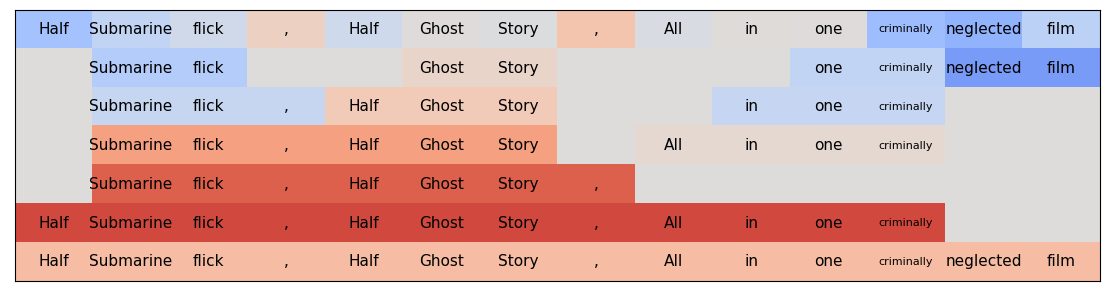 Half Submarine flick , Half Ghost Story , All in one criminally neglected film
Submarine flick Ghost Story one criminally neglected film
Submarine flick , Half Ghost Story in one criminally
Submarine flick , Half Ghost Story All in one criminally
Submarine flick , Half Ghost Story ,
Half Submarine flick , Half Ghost Story , All in one criminally
Half Submarine flick , Half Ghost Story , All in one criminally neglected film